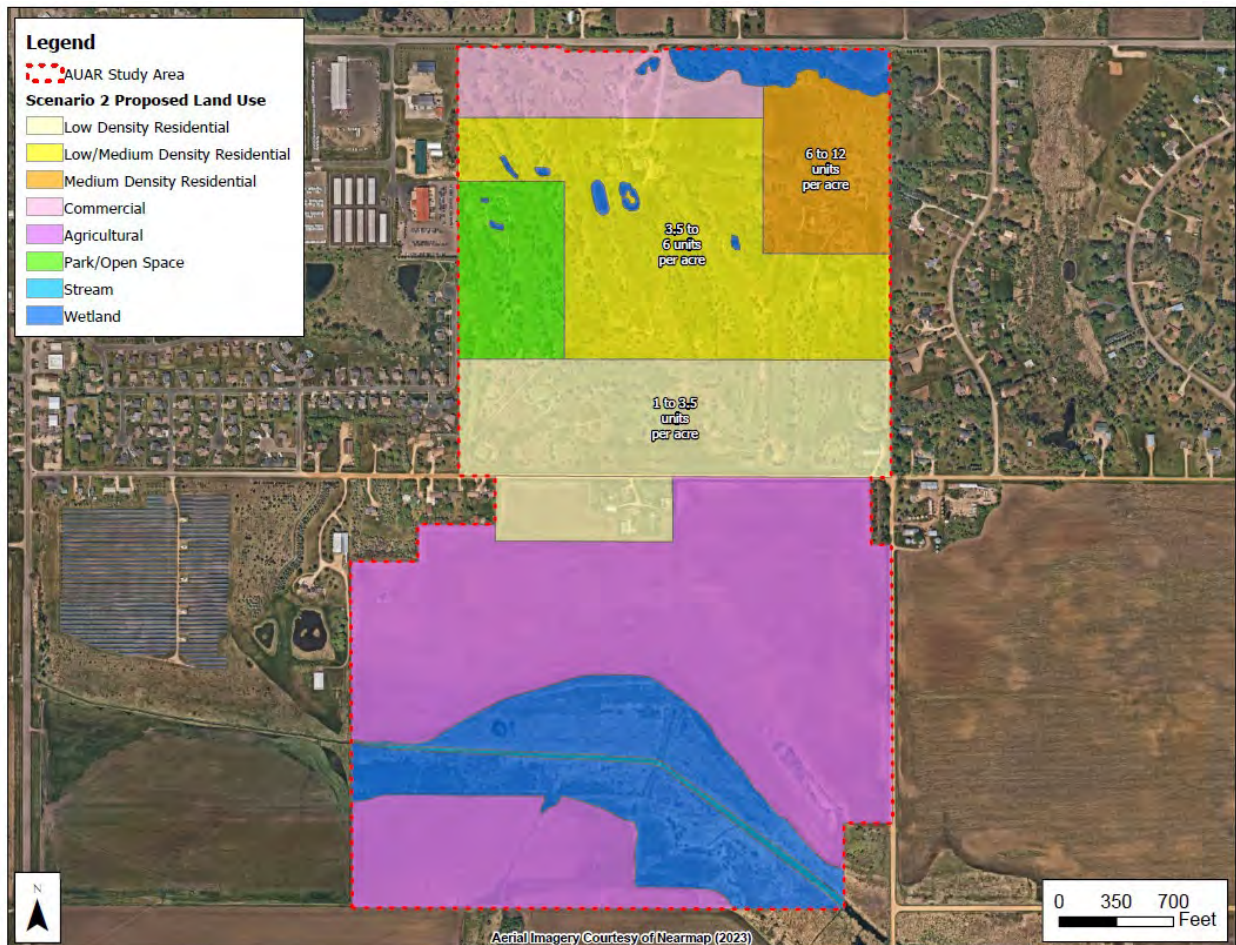 Legend
AUAR Study Area
Scenario 2 Proposed Land Use
Low Density Residential
Low/Medium Density Residential
Medium Density Residential
Commercial
Agricultural
Park/Open Space
Stream
Wetland
6 to 12
units
per acre
3.5 to
6 units
per acre
1 to 3.5
units
per acre
N
0 350 700
Feet
Aerial Imagery Courtesy of Nearmap (2023)